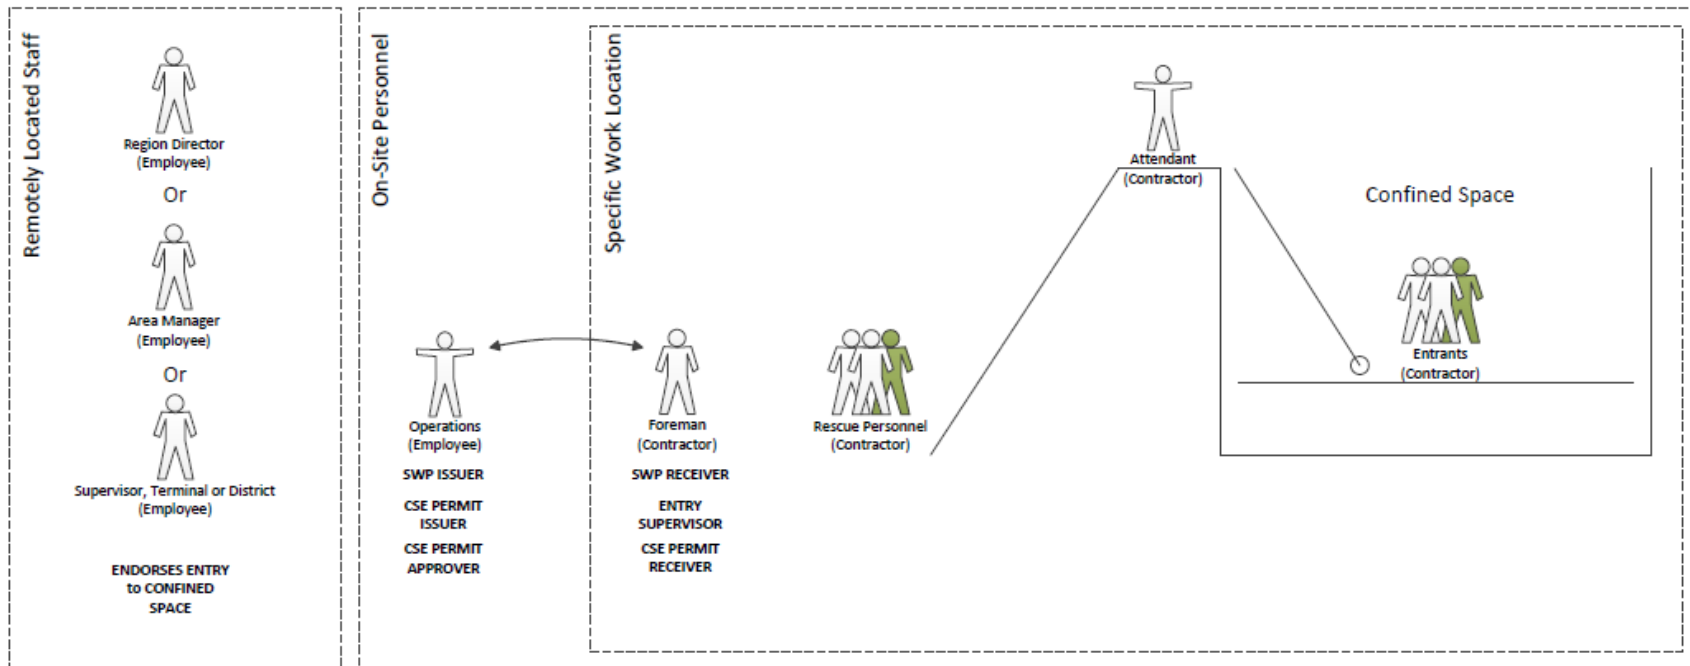 Remotely Located Staff
Region Director
(Employee)
Or
Area Manager
(Employee)
Or
Supervisor, Terminal or District
(Employee)
ENDORSES ENTRY
to CONFINED
SPACE
On-Site Personnel
Operations
(Employee)
SWP ISSUER
CSE PERMIT
ISSUER
CSE PERMIT
APPROVER
Specific Work Location
Foreman
(Contractor)
SWP RECEIVER
ENTRY
SUPERVISOR
CSE PERMIT
RECEIVER
Rescue Personnel
(Contractor)
Attendant
(Contractor)
Confined Space
Entrants
(Contractor)